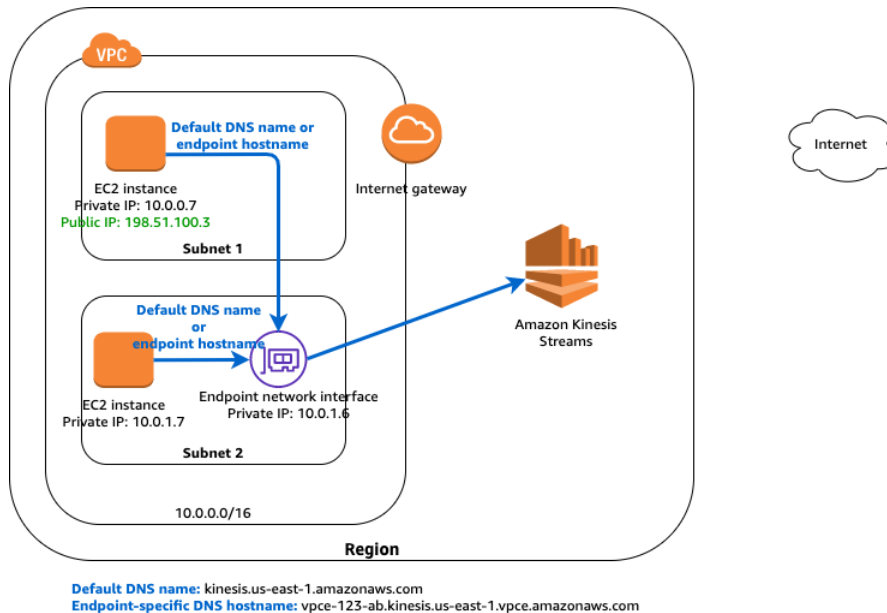 VPC
Default DNS name or
endpoint hostname
EC2 instance
Private IP: 10.0.0.7
Public IP: 198.51.100.3
Subnet 1
Internet gateway
Internet
Default DNS name
or
endpoint hostname
EC2 instance
Private IP: 10.0.1.7
Endpoint network interface
Private IP: 10.0.1.6
Subnet 2
Amazon Kinesis
Streams
10.0.0.0/16
Region
Default DNS name: kinesis.us-east-1.amazonaws.com
Endpoint-specific DNS hostname: vpce-123-ab.kinesis.us-east-1.vpce.amazonaws.com